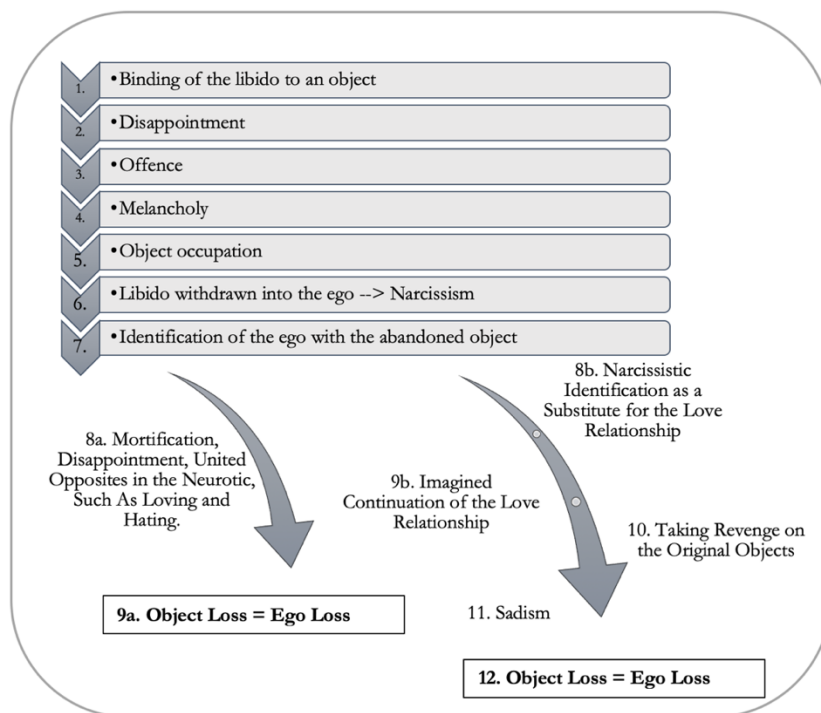 1. •Binding of the libido to an object
2. •Disappointment
3. •Offence
4. •Melancholy
5. •Object occupation
6. •Libido withdrawn into the ego --> Narcissism
7. •Identification of the ego with the abandoned object
8a. Mortification,
Disappointment, United
Opposites in the Neurotic,
Such As Loving and
Hating.
9a. Object Loss = Ego Loss
8b. Narcissistic
Identification as a
Substitute for the Love
Relationship
9b. Imagined
Continuation of the Love
Relationship
10. Taking Revenge on
the Original Objects
11. Sadism
12. Object Loss = Ego Loss